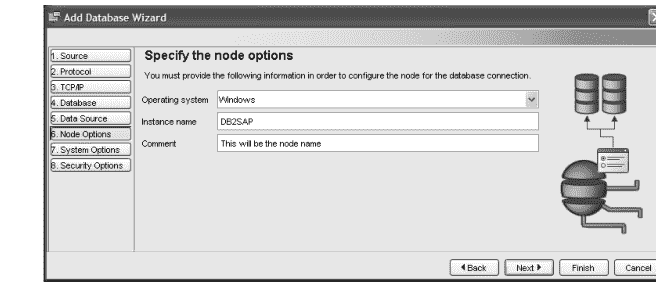 Add Database Wizard
1. Source
2. Protocol
3. TCP/IP
4. Database
5. Data Source
6. Node Options
7. System Options
8. Security Options
Specify the node options
You must provide the following information in order to configure the node for the database connection.
Operating system Windows
Instance name DB2SAP
Comment This will be the node name
Back Next Finish Cancel